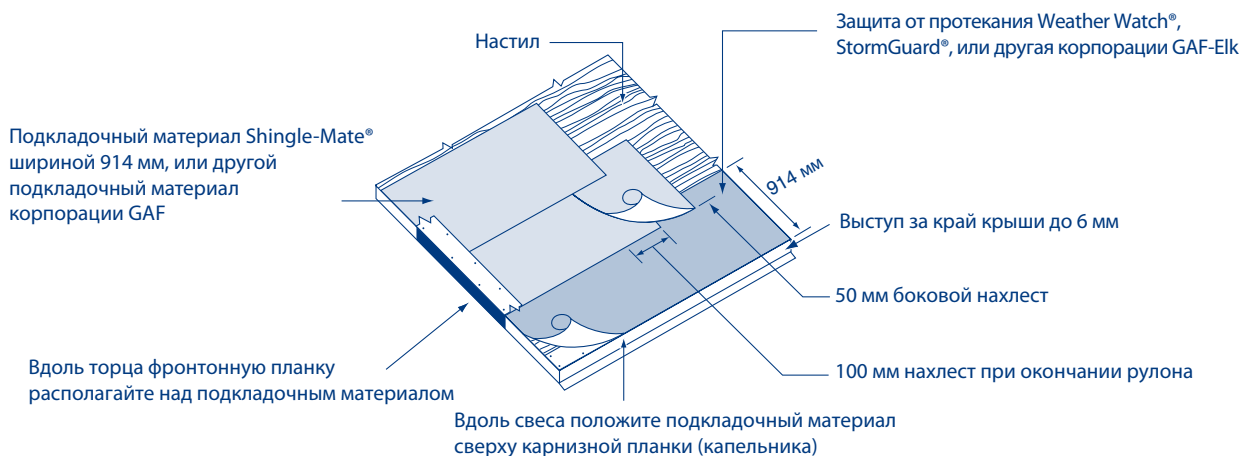 Защита от протекания Weather Watch®,
StormGuard®, или другая корпорации GAF-Elk
Настил
Подкладочный материал Shingle-Mate®
шириной 914 мм, или другой
подкладочный материал
корпорации GAF
914 мм
Выступ за край крыши до 6 мм
50 мм боковой нахлест
100 мм нахлест при окончании рулона
Вдоль торца фронтонную планку
располагайте над подкладочным материалом
Вдоль свеса положите подкладочный материал
сверху карнизной планки (капельника)